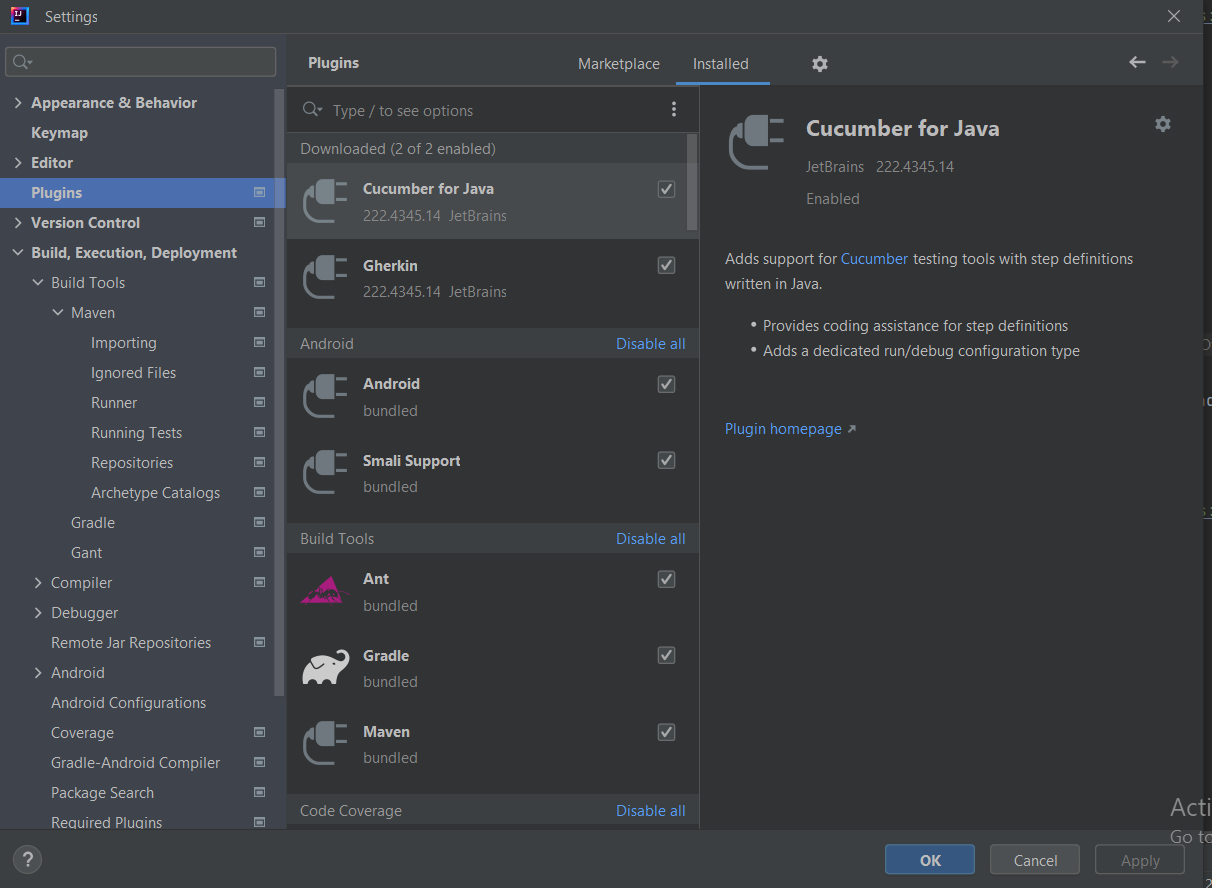 Settings
Plugins
Marketplace
Installed
Appearance & Behavior
Keymap
Editor
Plugins
Version Control
Build, Execution, Deployment
Build Tools
Maven
Importing
Ignored Files
Runner
Running Tests
Repositories
Archetype Catalogs
Gradle
Gant
Compiler
Debugger
Remote Jar Repositories
Android
Android Configurations
Coverage
Gradle-Android Compiler
Package Search
Required Plugins
Type / to see options
Downloaded (2 of 2 enabled)
Cucumber for Java
222.4345.14 JetBrains
Gherkin
222.4345.14 JetBrains
Android Disable all
Android
bundled
Smali Support
bundled
Build Tools Disable all
Ant
bundled
Gradle
bundled
Maven
bundled
Code Coverage Disable all
Cucumber for Java
JetBrains 222.4345.14
Enabled
Adds support for Cucumber testing tools with step definitions
written in Java.
• Provides coding assistance for step definitions
• Adds a dedicated run/debug configuration type
Plugin homepage
Acti
Go to
?
OK
Cancel
Apply